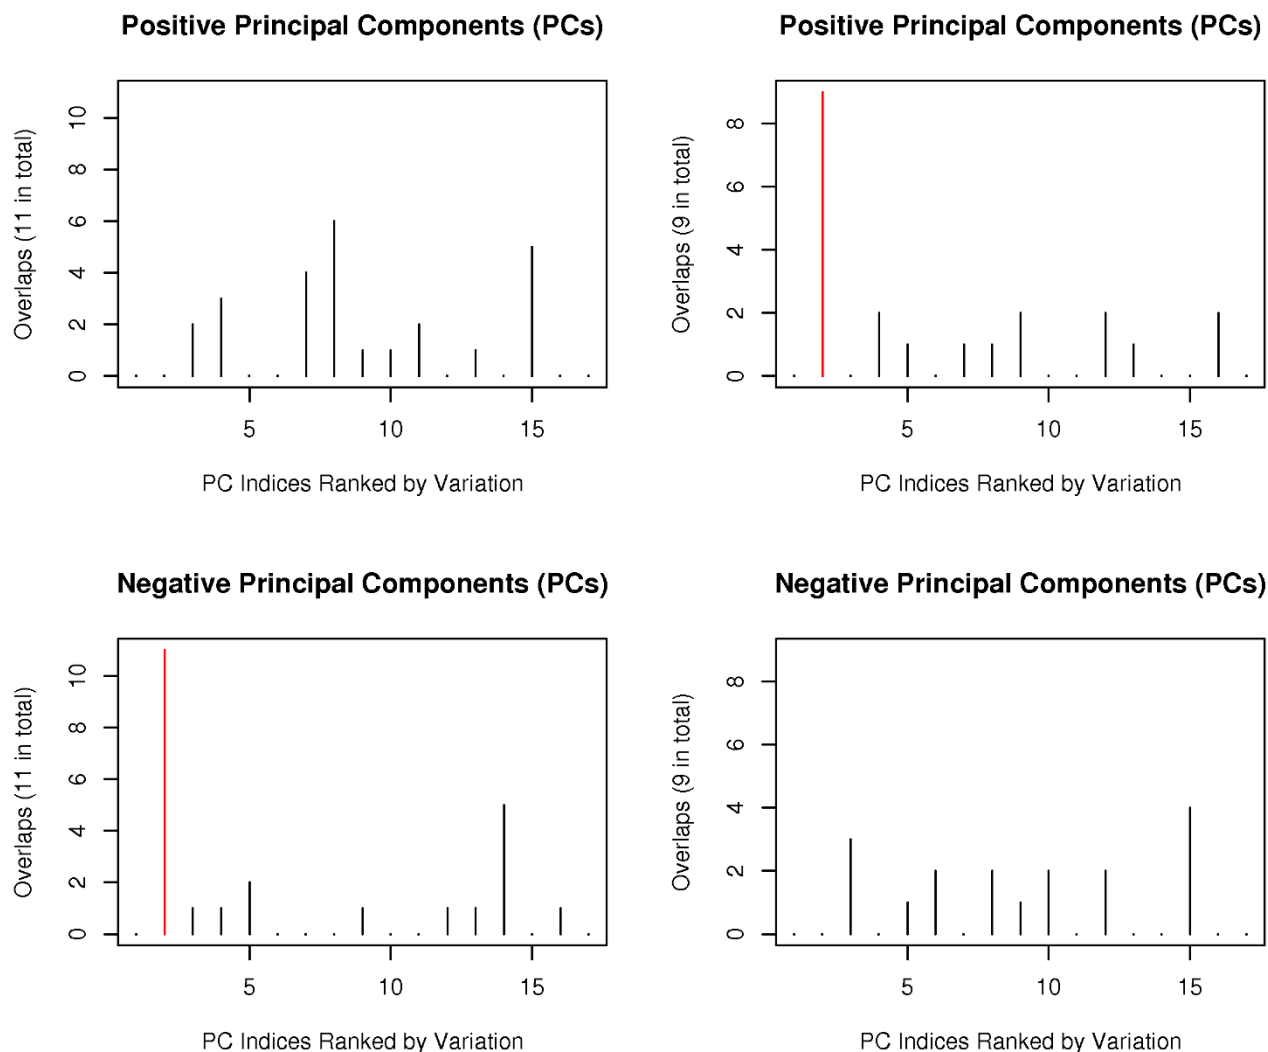 Positive Principal Components (PCs)
Overlaps (11 in total)
10
8
6
4
2
0
5
10
15
PC Indices Ranked by Variation
Positive Principal Components (PCs)
Overlaps (9 in total)
8
6
4
2
0
5
10
15
PC Indices Ranked by Variation
Negative Principal Components (PCs)
Overlaps (11 in total)
10
8
6
4
2
0
5
10
15
PC Indices Ranked by Variation
Negative Principal Components (PCs)
Overlaps (9 in total)
8
6
4
2
0
5
10
15
PC Indices Ranked by Variation